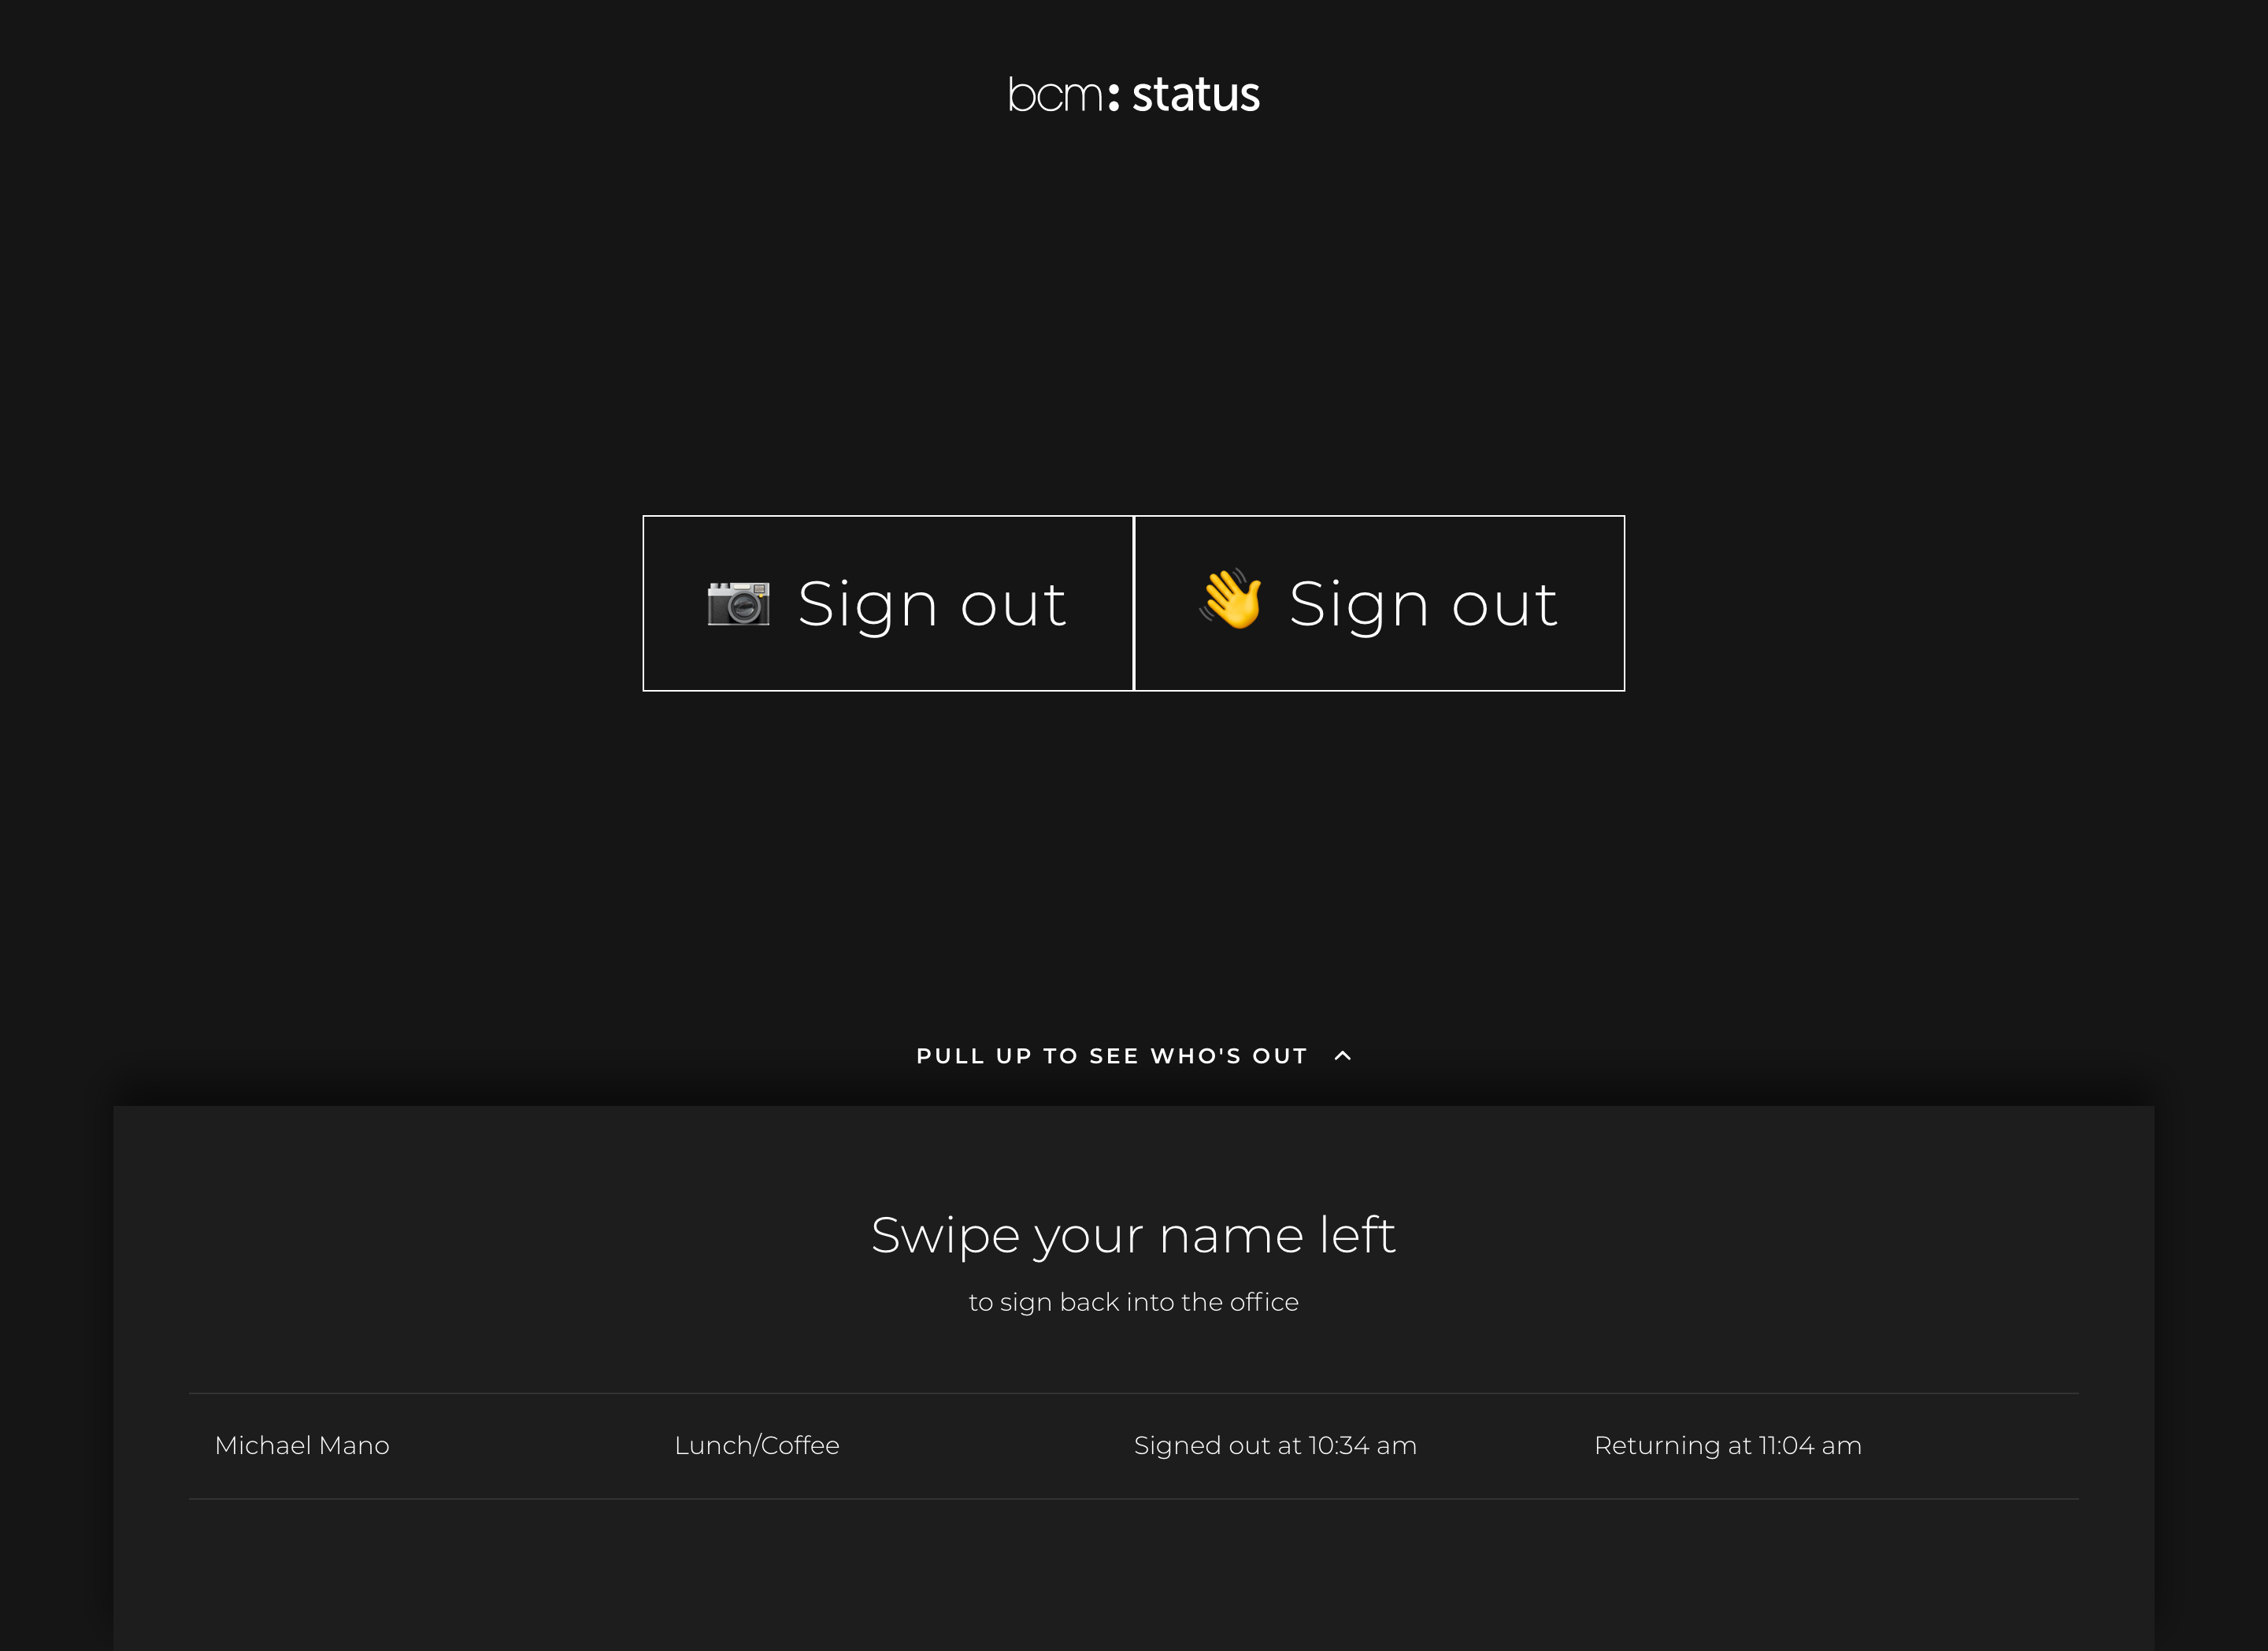 bcm: status
📷 Sign out
👋 Sign out
PULL UP TO SEE WHO'S OUT
Swipe your name left
to sign back into the office
Michael Mano Lunch/Coffee Signed out at 10:34 am Returning at 11:04 am